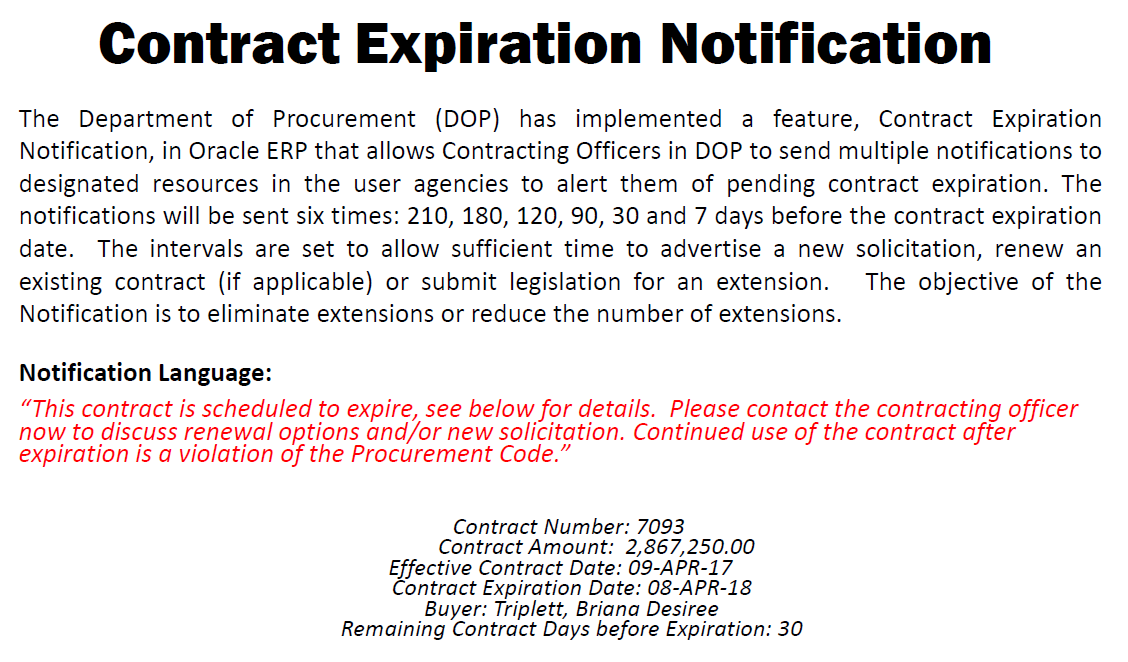 Contract Expiration Notification
The Department of Procurement (DOP) has implemented a feature, Contract Expiration
Notification, in Oracle ERP that allows Contracting Officers in DOP to send multiple notifications to
designated resources in the user agencies to alert them of pending contract expiration. The
notifications will be sent six times: 210, 180, 120, 90, 30 and 7 days before the contract expiration
date. The intervals are set to allow sufficient time to advertise a new solicitation, renew an
existing contract (if applicable) or submit legislation for an extension. The objective of the
Notification is to eliminate extensions or reduce the number of extensions.
Notification Language:
“This contract is scheduled to expire, see below for details. Please contact the contracting officer
now to discuss renewal options and/or new solicitation. Continued use of the contract after
expiration is a violation of the Procurement Code.”
Contract Number: 7093
Contract Amount: 2,867,250.00
Effective Contract Date: 09-APR-17
Contract Expiration Date: 08-APR-18
Buyer: Triplett, Briana Desiree
Remaining Contract Days before Expiration: 30